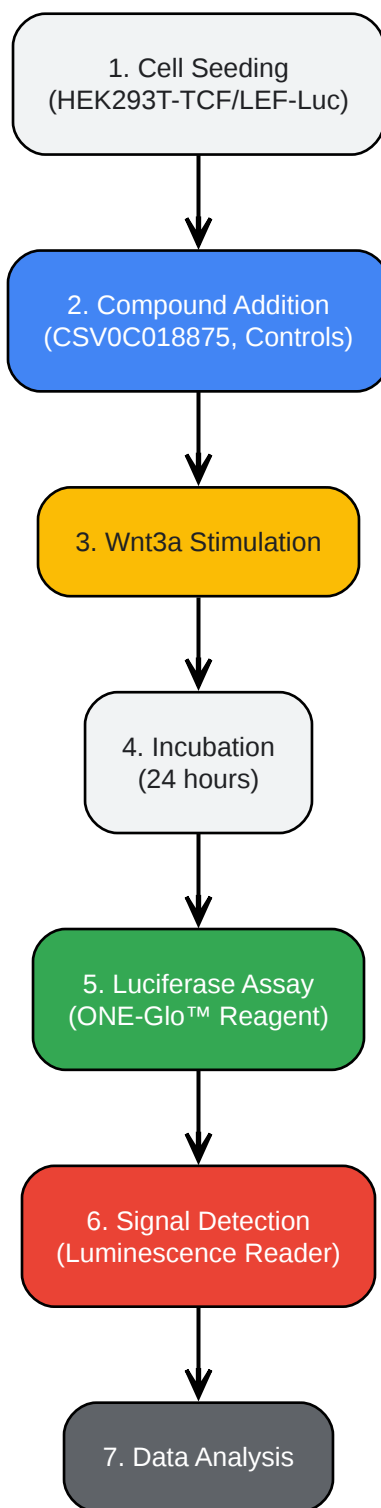 1. Cell Seeding
(HEK293T-TCF/LEF-Luc)
2. Compound Addition
(CSV0C018875, Controls)
3. Wnt3a Stimulation
4. Incubation
(24 hours)
5. Luciferase Assay
(ONE-Glo™ Reagent)
6. Signal Detection
(Luminescence Reader)
7. Data Analysis